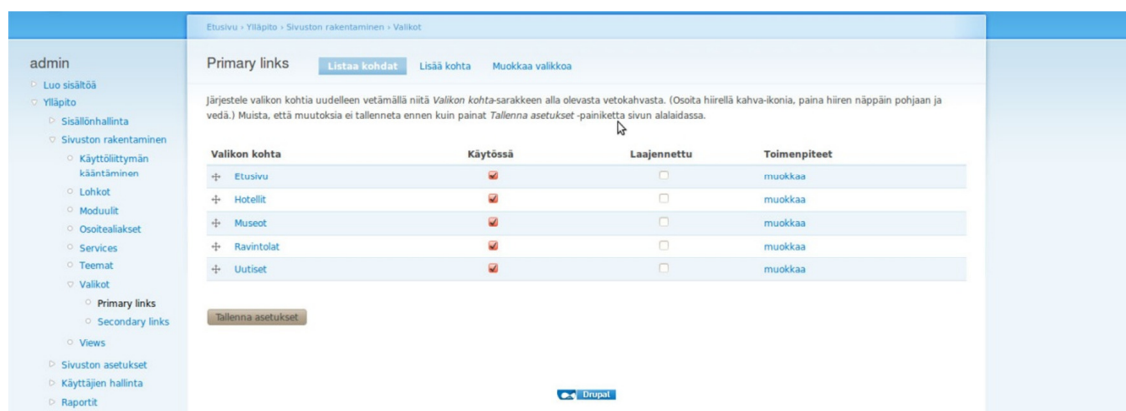 Etusivu › Ylläpito › Sivuston rakentaminen › Valikot
admin
Luo sisältöä
Ylläpito
Sisällönhallinta
Sivuston rakentaminen
Käyttöliittymän
kääntäminen
Lohkot
Moduulit
Osoitealiakset
Services
Teemat
Valikot
Primary links
Secondary links
Views
Sivuston asetukset
Käyttäjien hallinta
Raportit
Primary links Listaa kohdat Lisää kohta Muokkaa valikkoa
Järjestele valikon kohtia uudelleen vetämällä niitä Valikon kohta-sarakkeen alla olevasta vetokahvasta. (Osoita hiirellä kahva-ikonia, paina hiiren näppäin pohjaan ja
vedä.) Muista, että muutoksia ei tallenneta ennen kuin painat Tallenna asetukset -painiketta sivun alalaidassa.
Valikon kohta Käytössä Laajennettu Toimenpiteet
Etusivu muokkaa
Hotellit muokkaa
Museot muokkaa
Ravintolat muokkaa
Uutiset muokkaa
Tallenna asetukset
Drupal